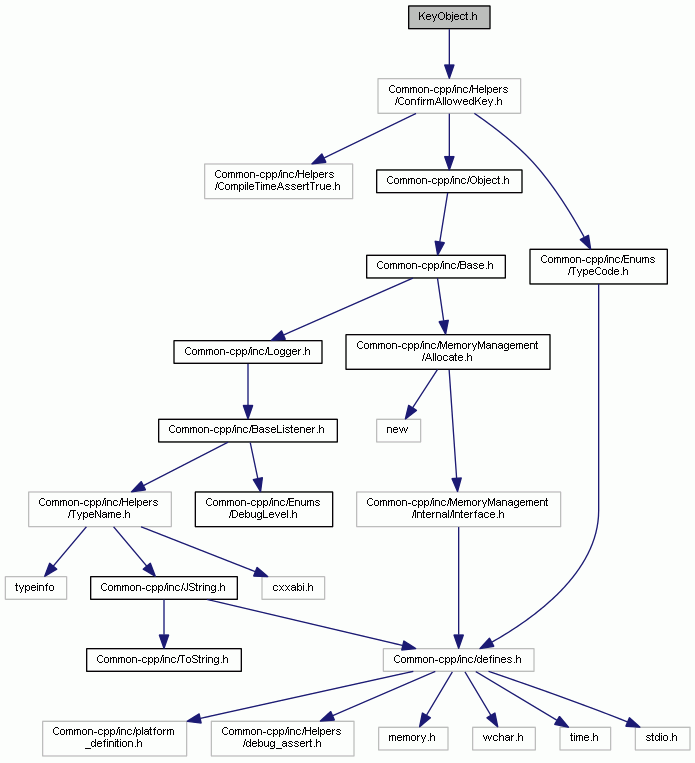 KeyObject.h
Common-cpp/inc/Helpers
/ConfirmAllowedKey.h
Common-cpp/inc/Helpers
/CompileTimeAssertTrue.h
Common-cpp/inc/Object.h
Common-cpp/inc/Base.h
Common-cpp/inc/Enums
/TypeCode.h
Common-cpp/inc/Logger.h
Common-cpp/inc/MemoryManagement
/Allocate.h
Common-cpp/inc/BaseListener.h
new
Common-cpp/inc/Helpers
/TypeName.h
Common-cpp/inc/Enums
/DebugLevel.h
Common-cpp/inc/MemoryManagement
/Internal/Interface.h
typeinfo
Common-cpp/inc/JString.h
cxxabi.h
Common-cpp/inc/ToString.h
Common-cpp/inc/defines.h
Common-cpp/inc/platform
_definition.h
Common-cpp/inc/Helpers
/debug_assert.h
memory.h
wchar.h
time.h
stdio.h